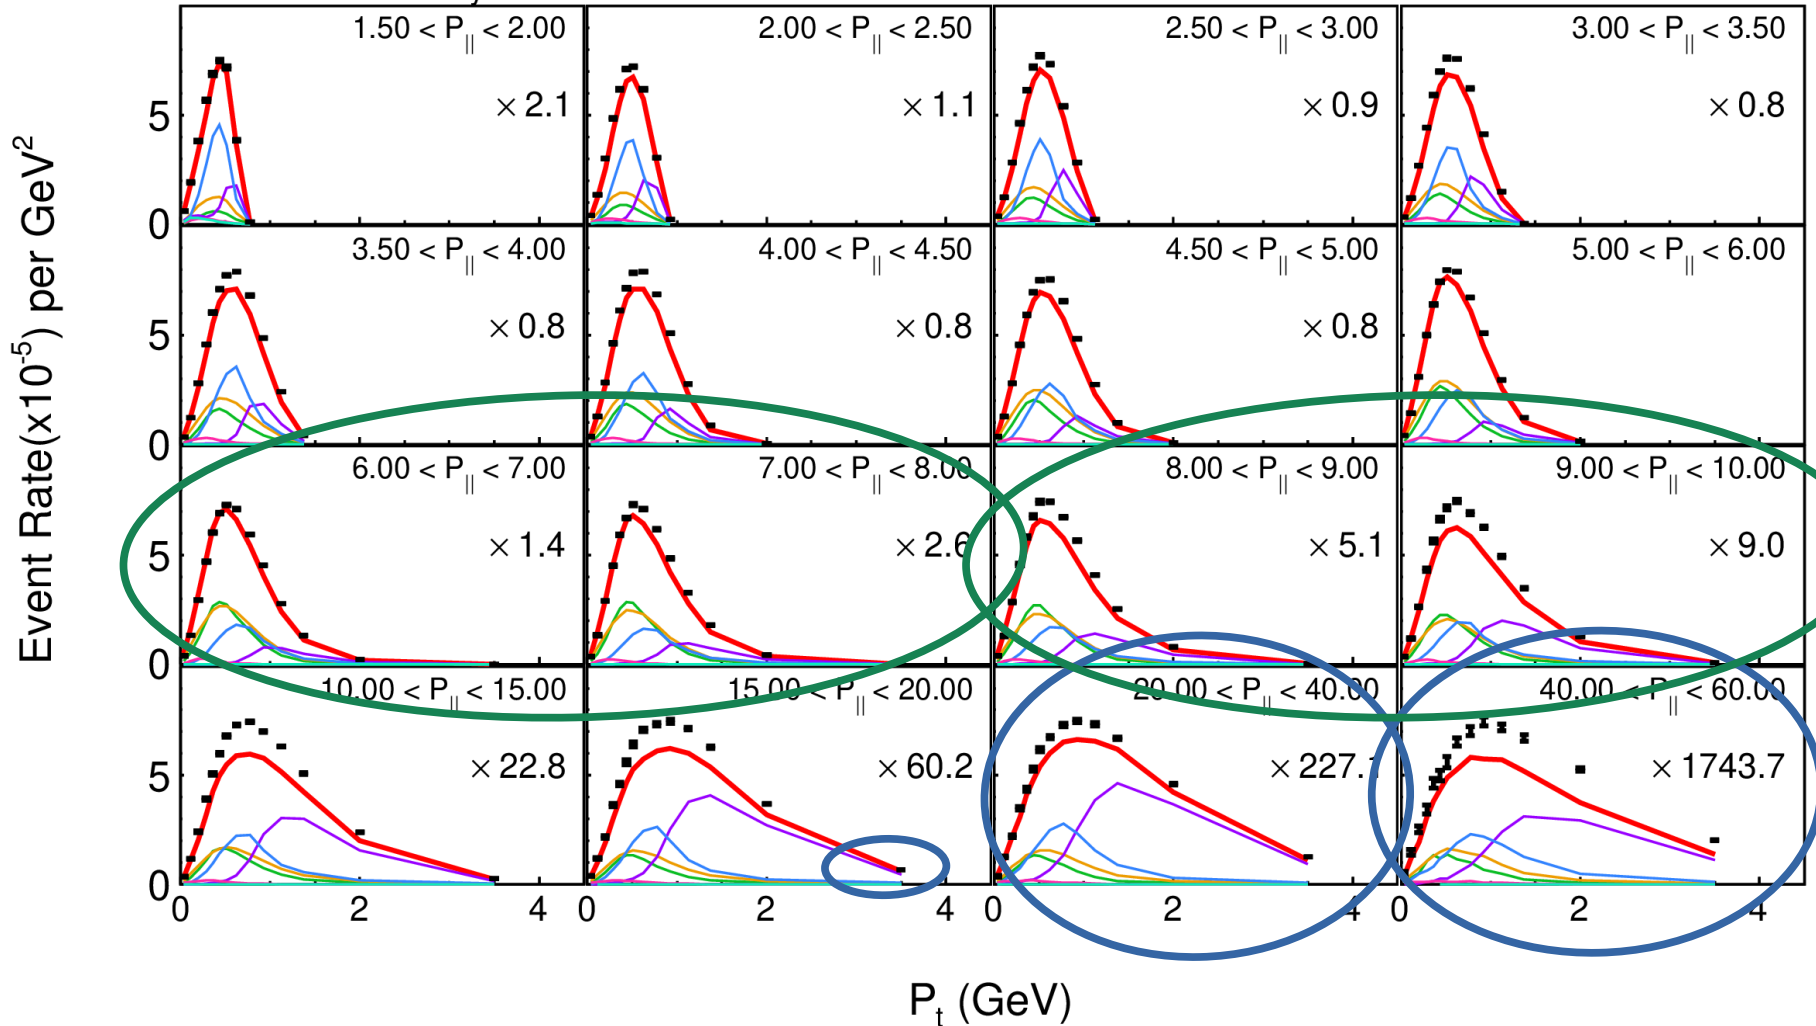 1.50 < P|| < 2.00
2.00 < P|| < 2.50
2.50 < P|| < 3.00
3.00 < P|| < 3.50
× 2.1
× 1.1
× 0.9
× 0.8
5
0
3.50 < P|| < 4.00
4.00 < P|| < 4.50
4.50 < P|| < 5.00
5.00 < P|| < 6.00
× 0.8
× 0.8
× 0.8
5
0
6.00 < P|| < 7.00
7.00 < P|| < 8.00
8.00 < P|| < 9.00
9.00 < P|| < 10.00
× 1.4
× 2.6
× 5.1
× 9.0
5
0
10.00 < P|| < 15.00
15.00 < P|| < 20.00
20.00 < P|| < 40.00
40.00 < P|| < 60.00
× 22.8
× 60.2
× 227.1
× 1743.7
5
0
0 2 4
0 2 4
0 2 4
0 2 4
Event Rate(x10-5) per GeV2
Pt (GeV)